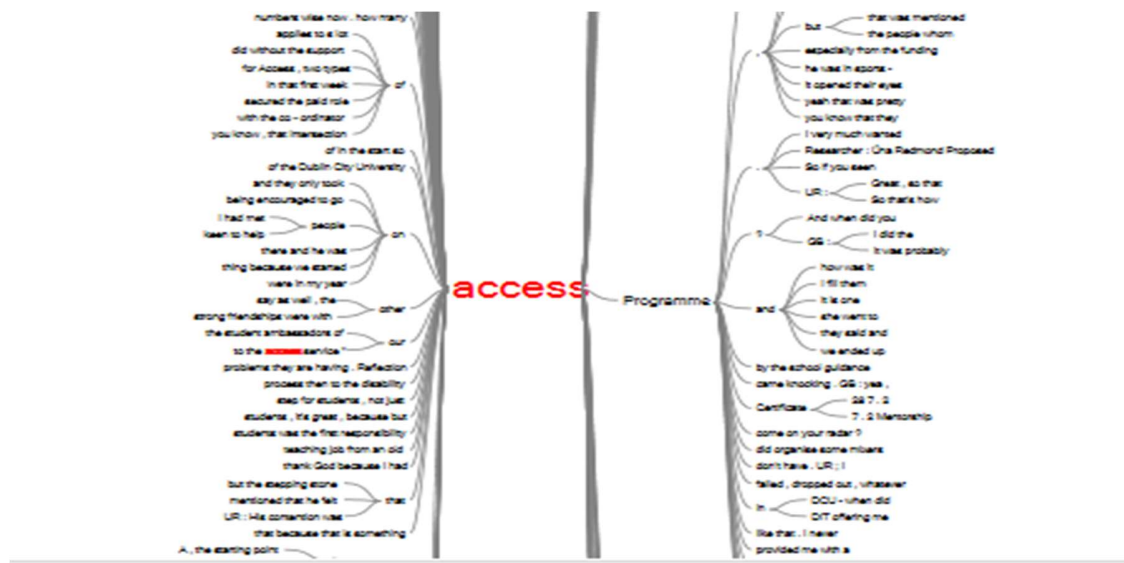 numbers wise now . how many
applies to a lot
did without the support
for Access , two types
in that first week
secured the paid role
with the co - ordinator
you know , that intersection
of
of in the start so
of the Dublin City University
and they only took
being encouraged to go
I had met
keen to help
people
there and he was
thing because we started
were in my year
on
say as well , the
strong friendships were with
other
the student ambassadors of
to the access service "
our
problems they are having . Reflection
process then to the disability
step for students , not just
students , it's great , because but
students was the first responsibility
teaching job from an old
thank God because I had
but the stepping stone
mentioned that he felt
UR : His contention was
that
that because that is something
A , the starting point
access
Programme
,
but
that was mentioned
the people whom
especially from the funding
he was in sports -
it opened their eyes
yeah that was pretty
you know that they
.
I very much wanted
Researcher : Úna Redmond Proposed
So if you seen
UR :
Great , so that
So that's how
?
And when did you
GB :
I did the
It was probably
and
how was it
I fill them
it is one
she went to
they said and
we ended up
by the school guidance
came knocking . GB : yea ,
Certificate
7 . 2 Mentorship
come on your radar ?
did organise some mixers
don't have . UR ; I
failed , dropped out , whatever
in
DCU - when did
DIT offering me
like that . I never
provided me with a